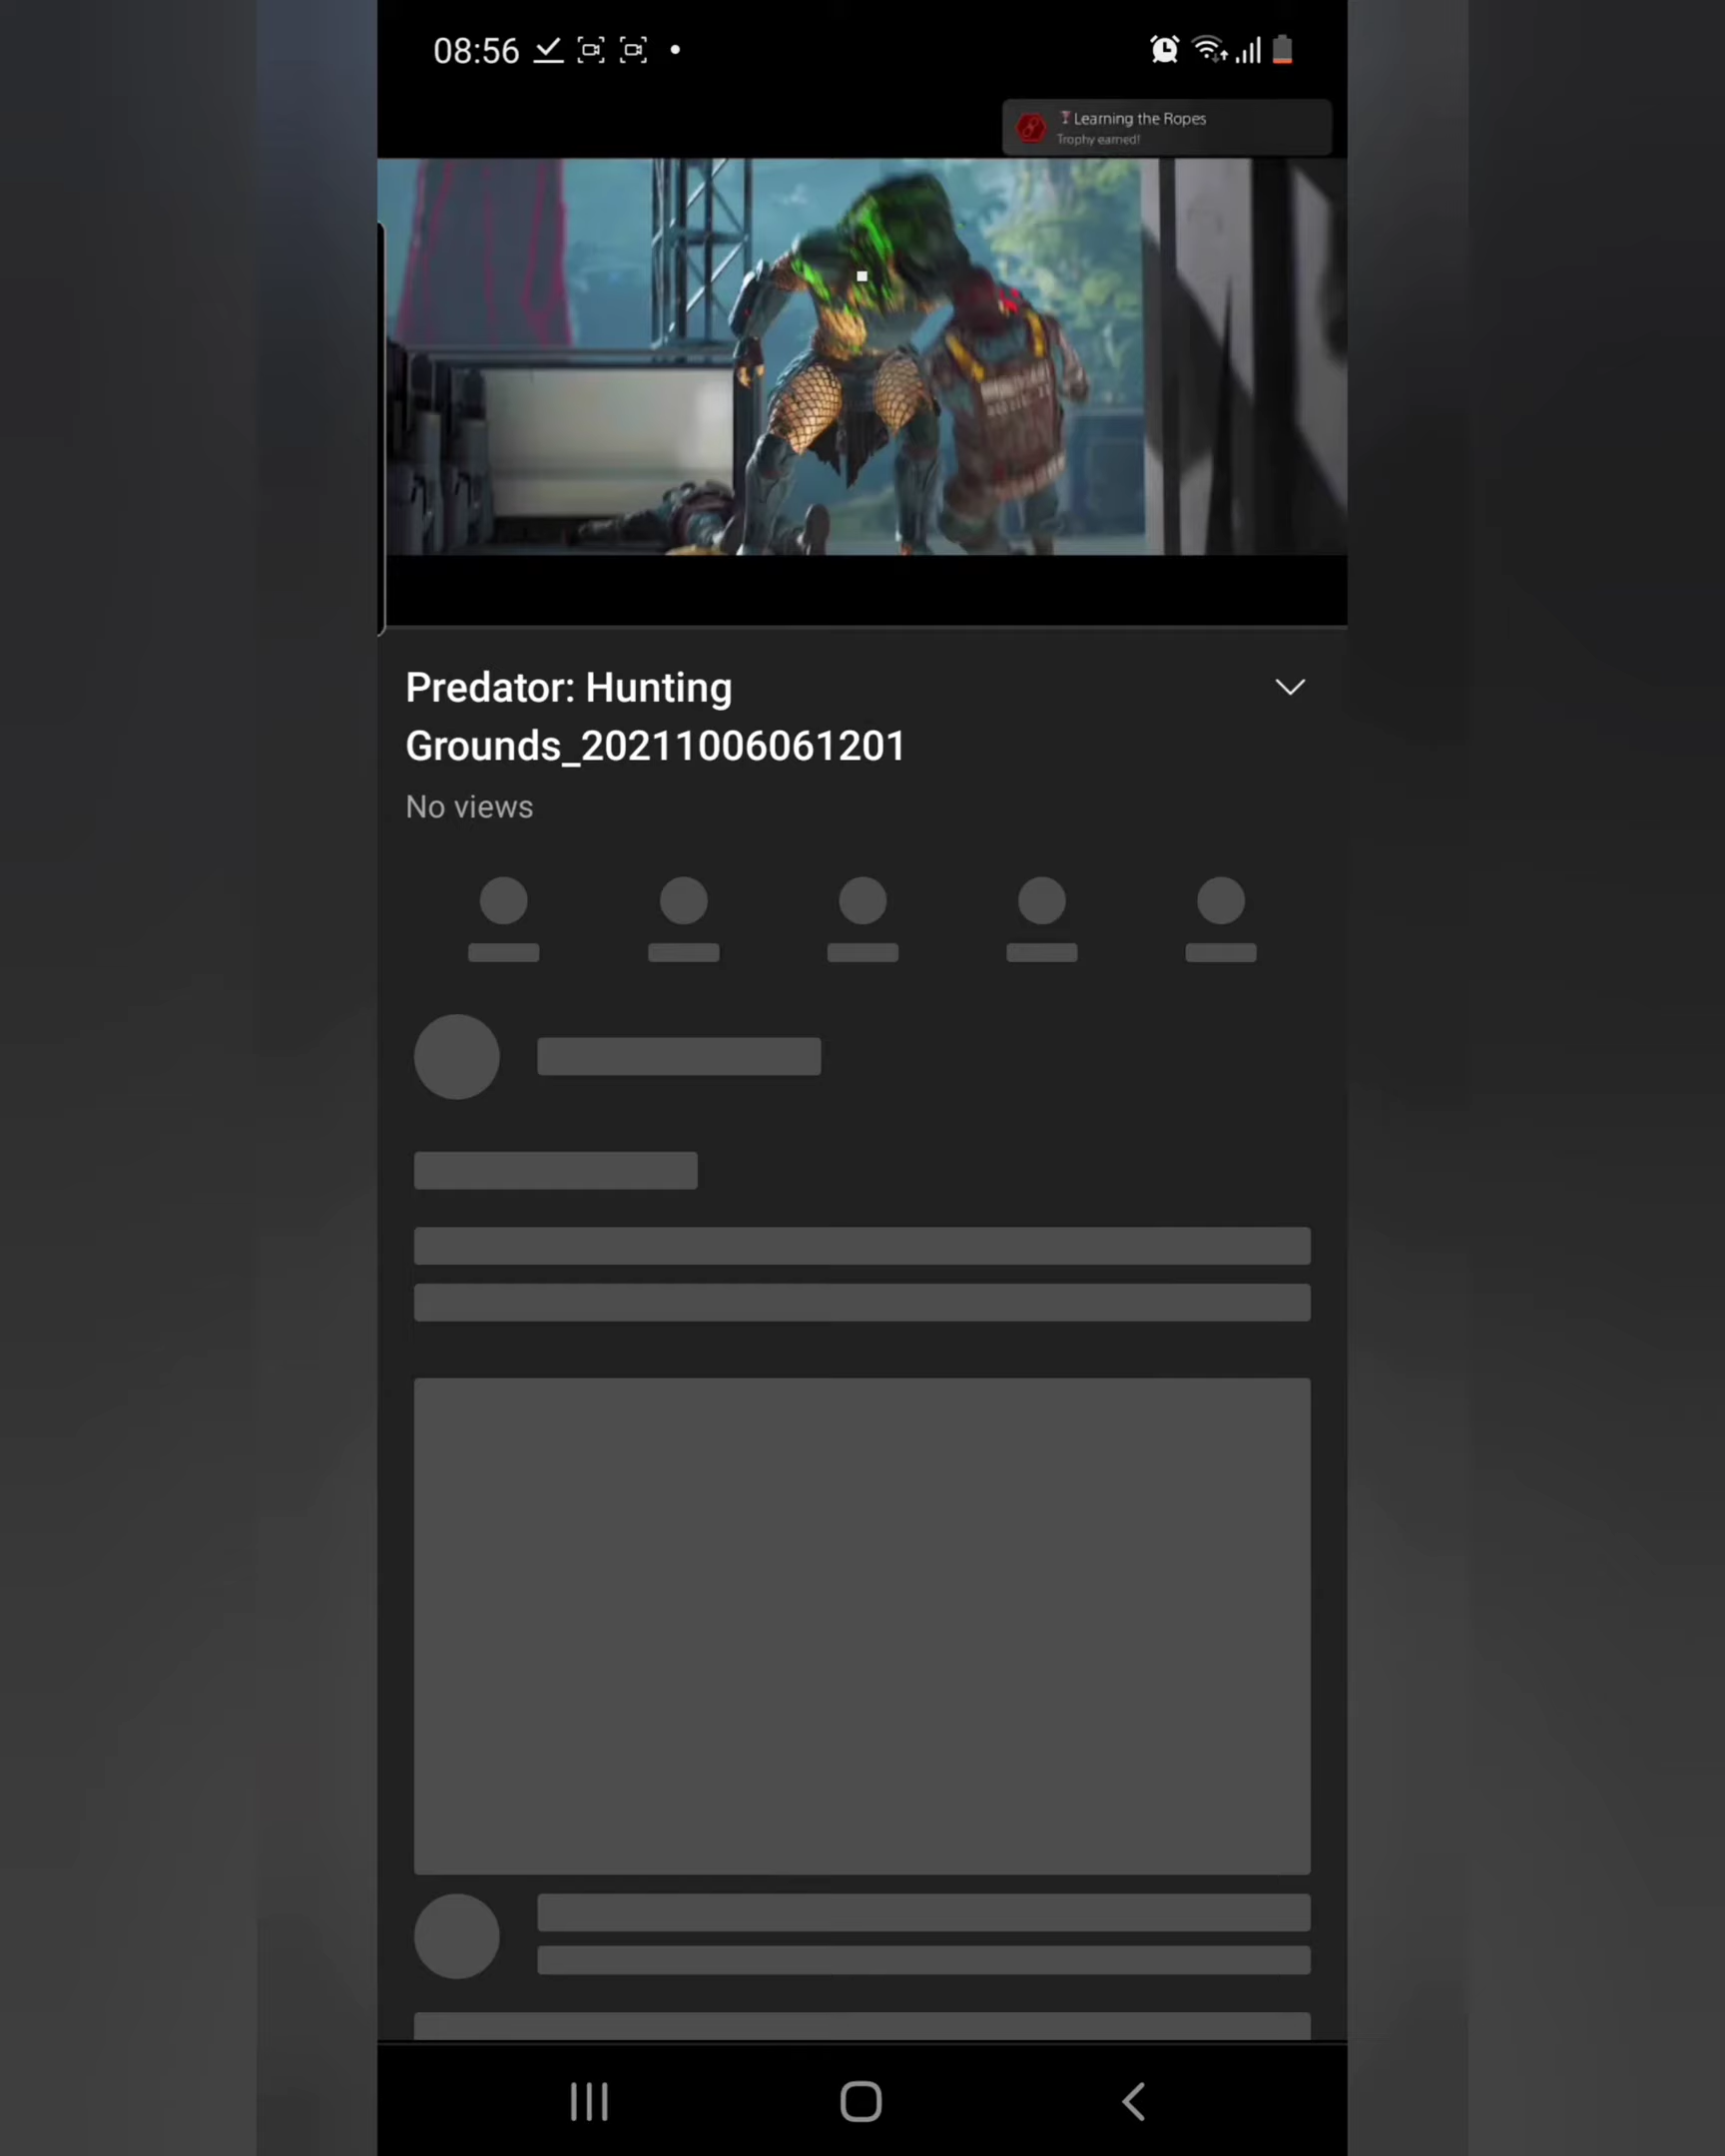 08:56
Learning the Ropes
Trophy earned!
Predator: Hunting
Grounds_20211006061201
No views